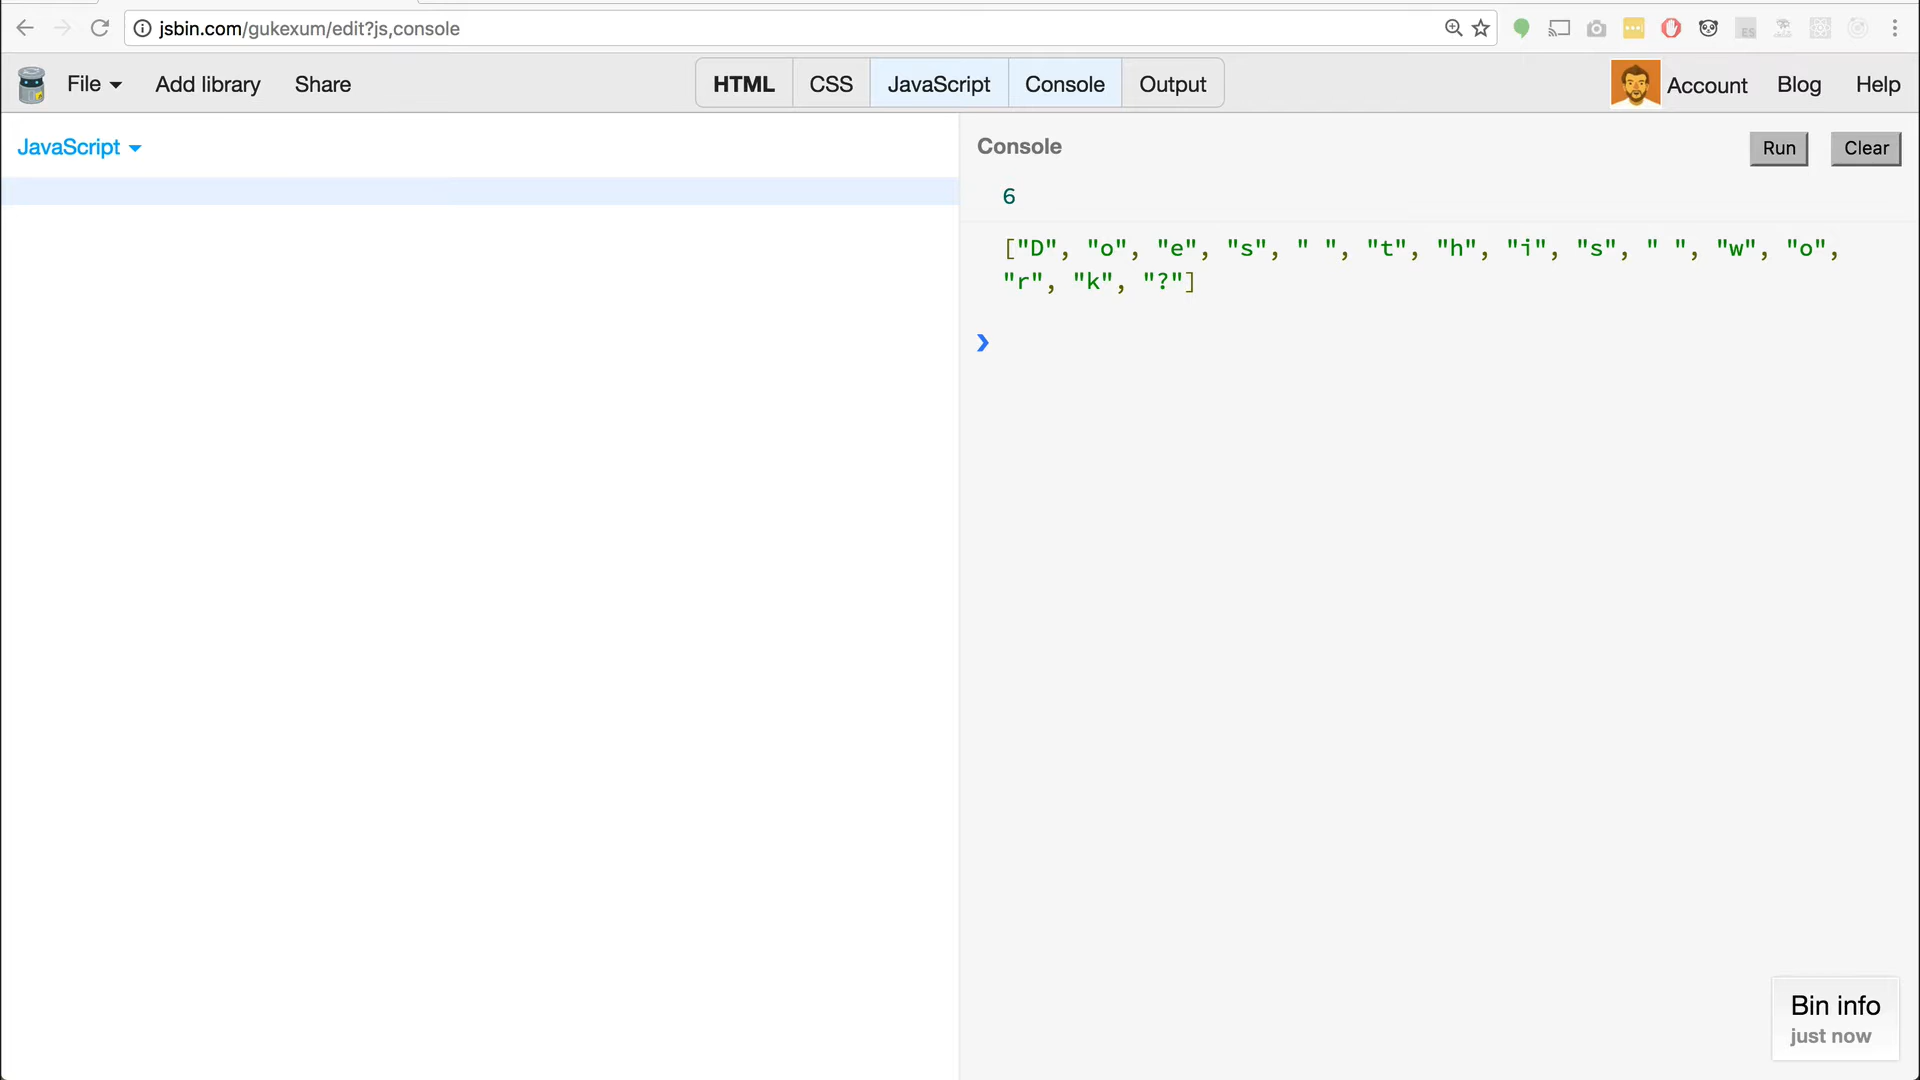 jsbin.com/gukexum/edit?js,console
File Add library Share HTML CSS JavaScript Console Output Account Blog Help
JavaScript
Console Run Clear
6
["D", "o", "e", "s", " ", "t", "h", "i", "s", " ", "w", "o",
"r", "k", "?"]
Bin info
just now